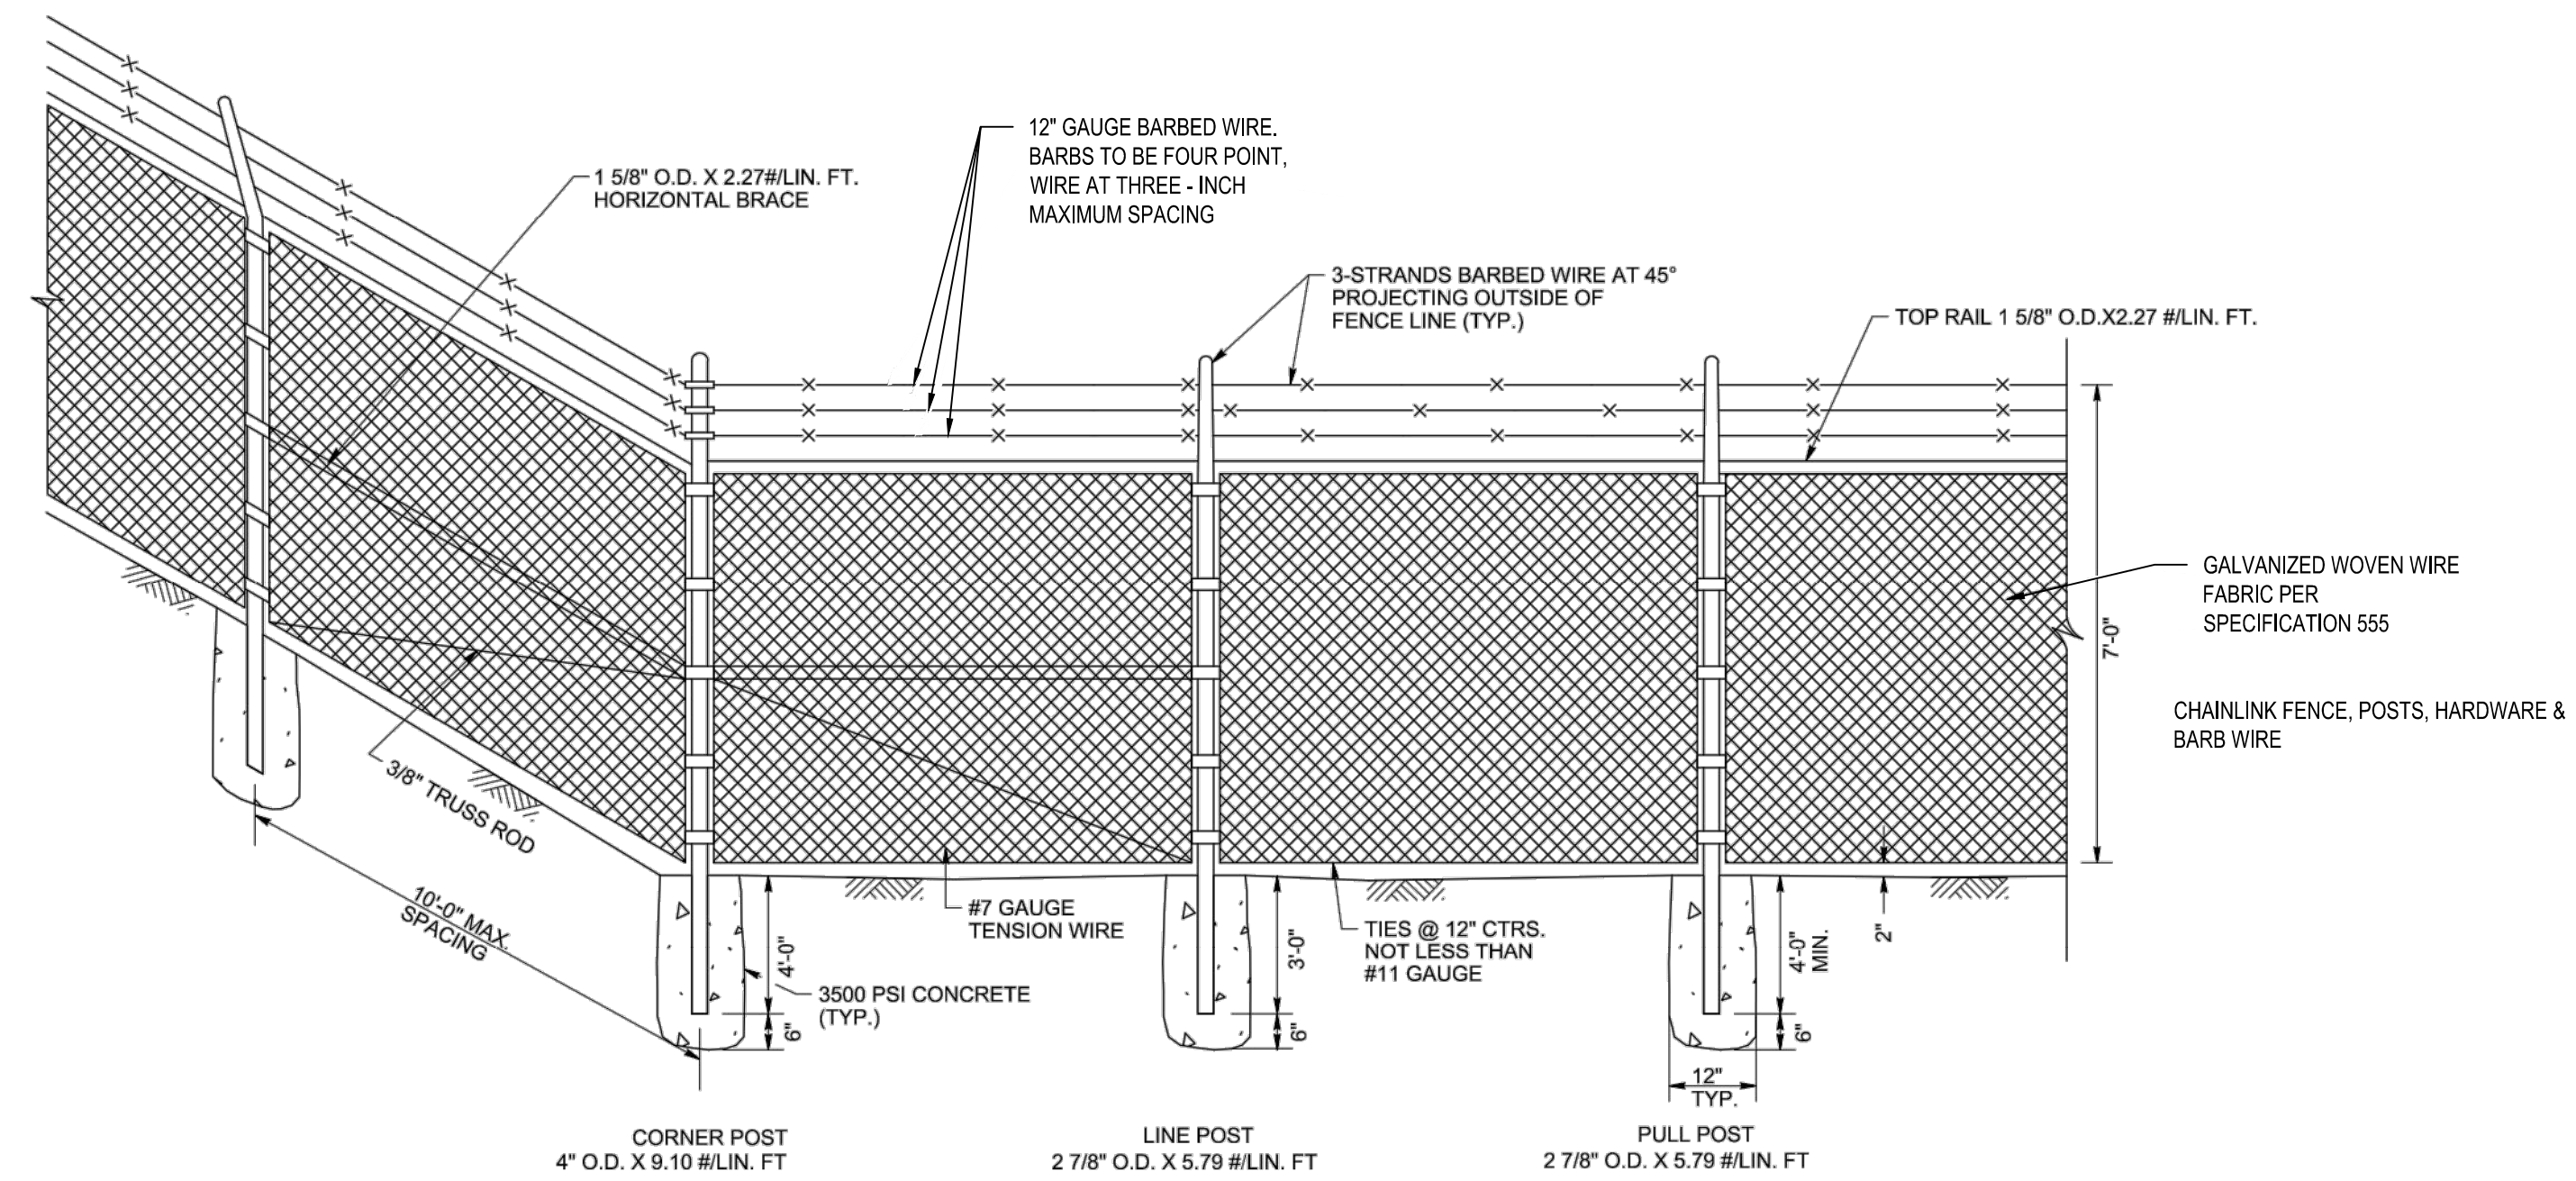 12" GAUGE BARBED WIRE.
BARBS TO BE FOUR POINT,
WIRE AT THREE - INCH
MAXIMUM SPACING
1 5/8" O.D. X 2.27#/LIN. FT.
HORIZONTAL BRACE
3-STRANDS BARBED WIRE AT 45°
PROJECTING OUTSIDE OF
FENCE LINE (TYP.)
TOP RAIL 1 5/8" O.D.X2.27 #/LIN. FT.
GALVANIZED WOVEN WIRE
FABRIC PER
SPECIFICATION 555
7'-0"
CHAINLINK FENCE, POSTS, HARDWARE &
BARB WIRE
3/8" TRUSS ROD
10'-0" MAX.
SPACING
#7 GAUGE
TENSION WIRE
TIES @ 12" CTRS.
NOT LESS THAN
#11 GAUGE
4'-0"
3'-0"
4'-0"
MIN.
2"
3500 PSI CONCRETE
(TYP.)
6"
6"
6"
12"
TYP.
CORNER POST
4" O.D. X 9.10 #/LIN. FT
LINE POST
2 7/8" O.D. X 5.79 #/LIN. FT
PULL POST
2 7/8" O.D. X 5.79 #/LIN. FT